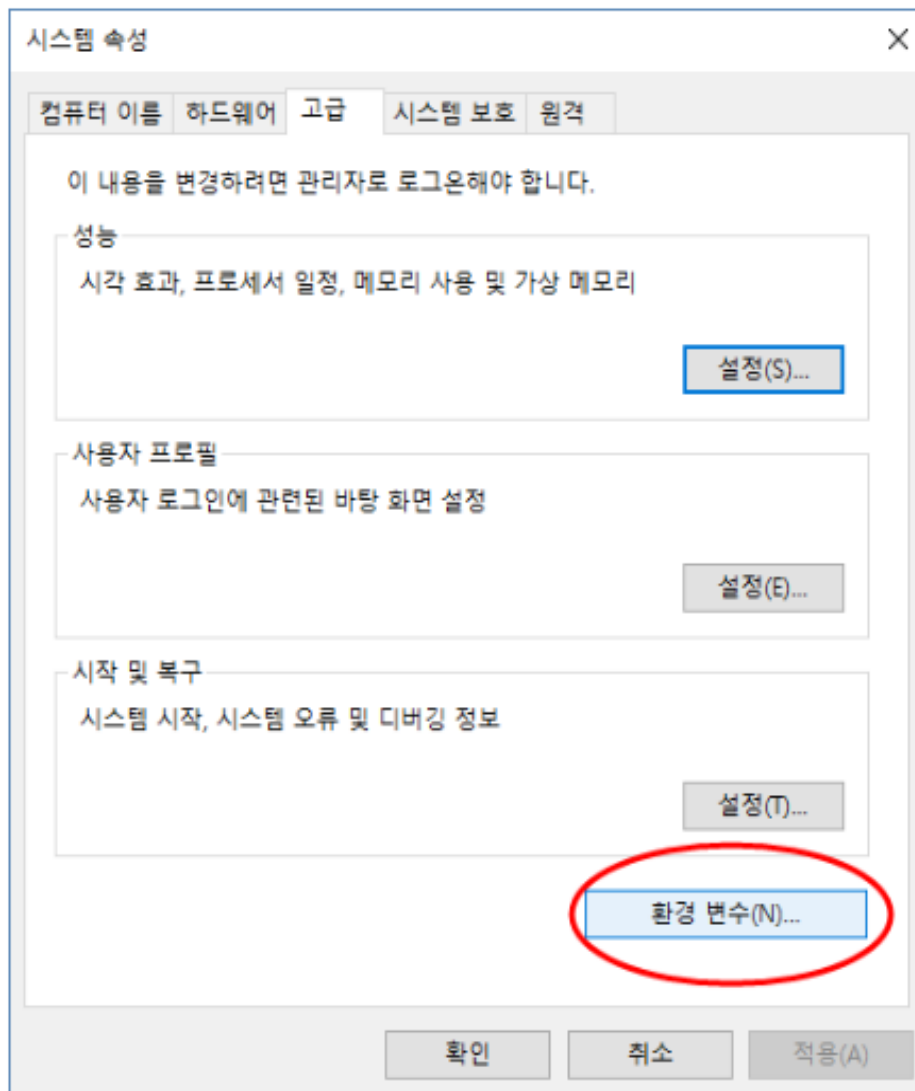 시스템 속성
컴퓨터 이름 하드웨어 고급 시스템 보호 원격
이 내용을 변경하려면 관리자로 로그온해야 합니다.
성능
시각 효과, 프로세서 일정, 메모리 사용 및 가상 메모리
설정(S)...
사용자 프로필
사용자 로그인에 관련된 바탕 화면 설정
설정(E)...
시작 및 복구
시스템 시작, 시스템 오류 및 디버깅 정보
설정(T)...
환경 변수(N)...
확인 취소 적용(A)